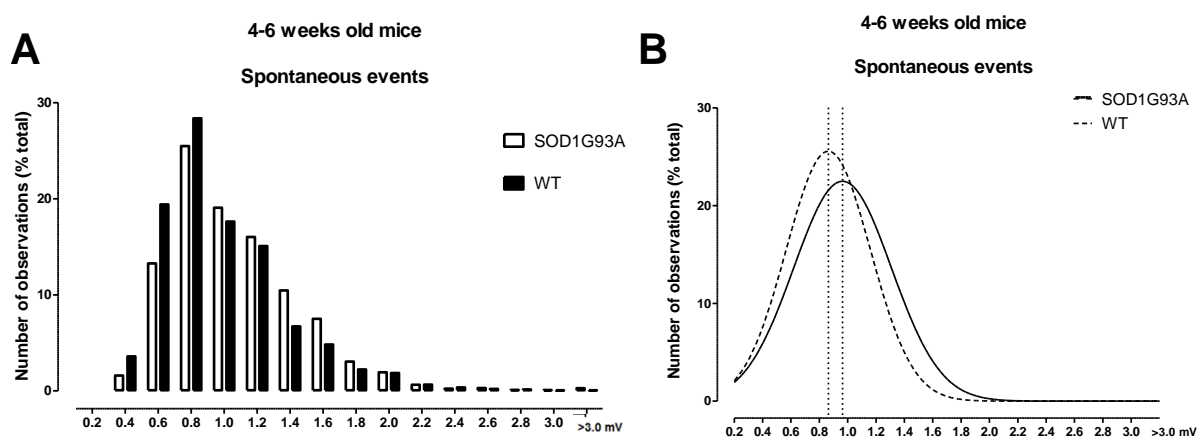 A
4-6 weeks old mice
Spontaneous events
Number of observations (% total)
30
20
10
0
SOD1G93A
WT
0.2 0.4 0.6 0.8 1.0 1.2 1.4 1.6 1.8 2.0 2.2 2.4 2.6 2.8 3.0
>3.0 mV
B
4-6 weeks old mice
Spontaneous events
Number of observations (% total)
30
20
10
0
SOD1G93A
WT
0.2 0.4 0.6 0.8 1.0 1.2 1.4 1.6 1.8 2.0 2.2 2.4 2.6 2.8 3.0 >3.0 mV